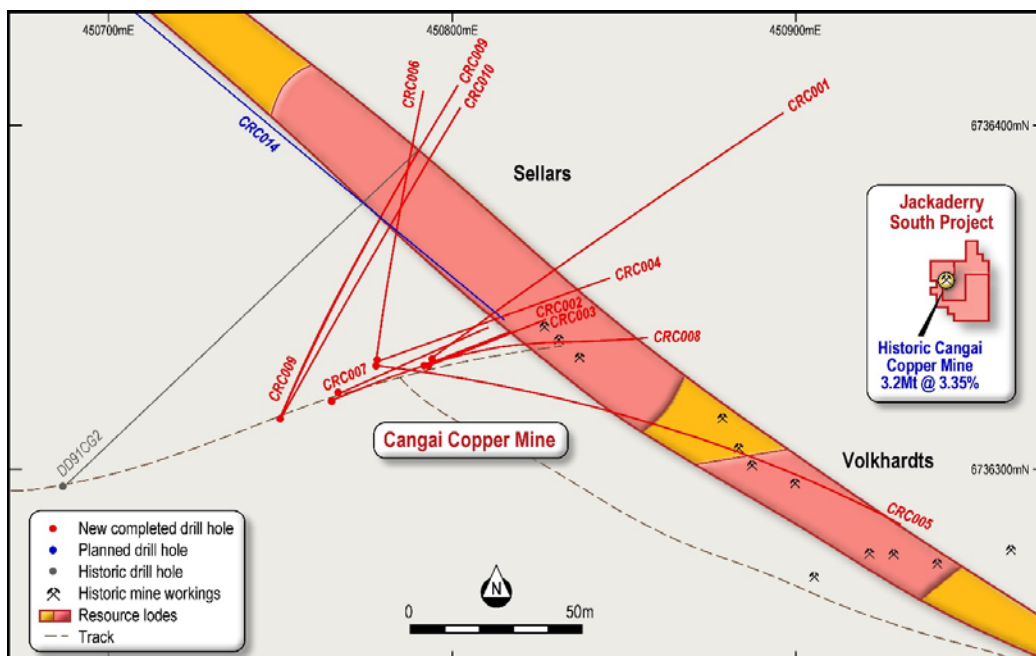 450700mE
450800mE
450900mE
CRC006
CRC009
CRC010
CRC001
6736400mN
CRC014
Sellars
Jackaderry
South Project
Historic Cangai
Copper Mine
3.2Mt @ 3.35%
CRC004
CRC002
CRC003
CRC008
CRC007
CRC009
Cangai Copper Mine
DD91CG2
Volkhardts
6736300mN
CRC005
New completed drill hole
Planned drill hole
Historic drill hole
Historic mine workings
Resource lodes
Track
N
0
50m